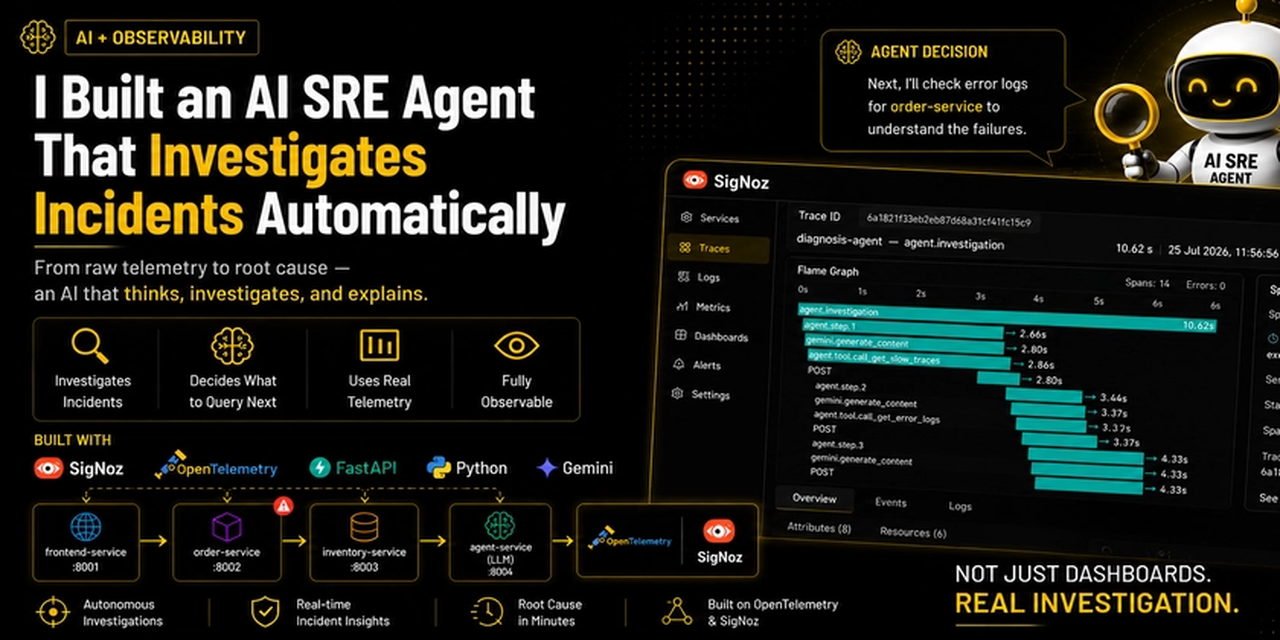 AI + OBSERVABILITY
I Built an AI SRE Agent
That Investigates
Incidents Automatically
From raw telemetry to root cause —
an AI that thinks, investigates, and explains.
Investigates
Incidents
Decides What
to Query Next
Uses Real
Telemetry
Fully
Observable
BUILT WITH
SigNoz
OpenTelemetry
FastAPI
Python
Gemini
frontend-service
:8001
order-service
:8002
inventory-service
:8003
agent-service
(LLM)
:8004
OpenTelemetry
SigNoz
Autonomous
Investigations
Real-time
Incident Insights
Root Cause
in Minutes
Built on OpenTelemetry
& SigNoz
AGENT DECISION
Next, I'll check error logs
for order-service to
understand the failures.
AI SRE
AGENT
SigNoz
Services
Traces
Logs
Metrics
Dashboards
Alerts
Settings
Trace ID 6a1821f33eb2eb87d68a31cf41fc15c9
diagnosis-agent — agent.investigation
10.62 s | 25 Jul 2026, 11:56:56
Flame Graph
Spans: 14 Errors: 0
0s 1s 2s 3s 4s 5s 6s 6s
agent.investigation 10.62s
agent.step.1 → 2.66s
gemini.generate_content → 2.80s
agent.tool.call_get_slow_traces → 2.86s
POST → 2.80s
agent.step.2 → 3.44s
gemini.generate_content → 3.37s
agent.tool.call_get_error_logs → 3.37s
POST → 3.37s
agent.step.3 → 4.33s
gemini.generate_content → 4.33s
POST → 4.33s
Overview
Events
Logs
Attributes (8)
Resources (6)
See
NOT JUST DASHBOARDS.
REAL INVESTIGATION.